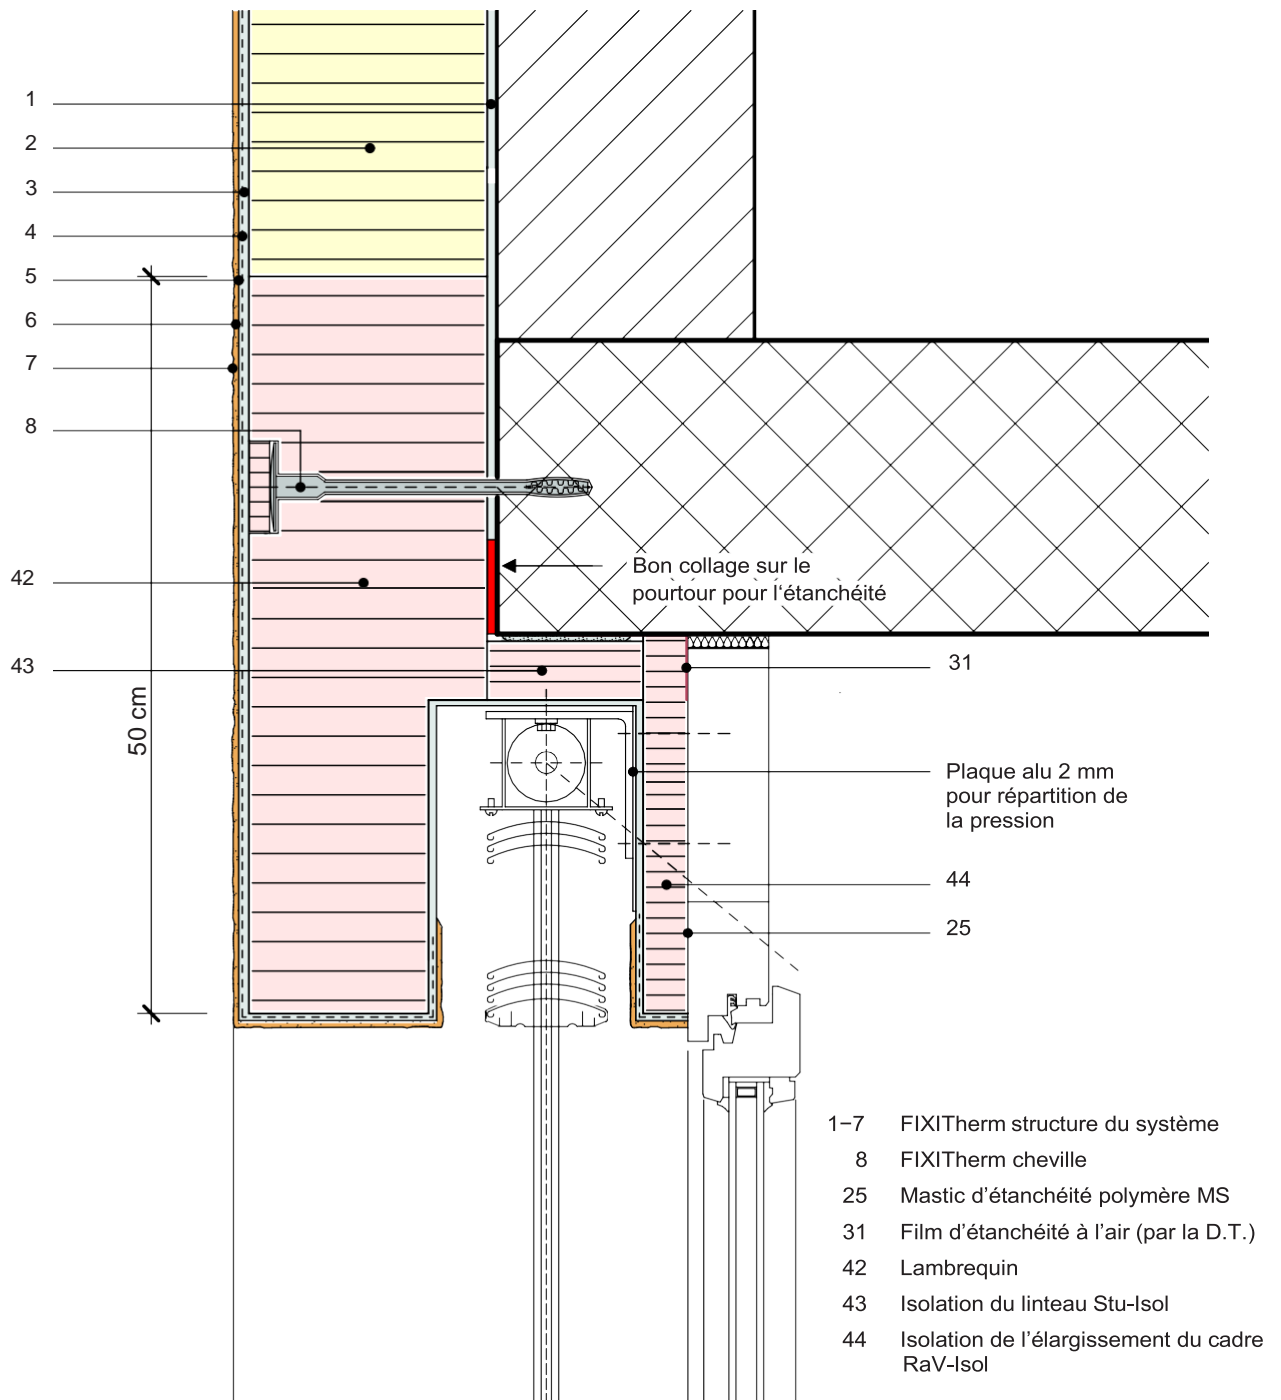 1
2
3
4
5
6
7
8
42
43
50 cm
Bon collage sur le
pourtour pour l‘étanchéité
31
Plaque alu 2 mm
pour répartition de
la pression
44
25
1–7 FIXITherm structure du système
8 FIXITherm cheville
25 Mastic d’étanchéité polymère MS
31 Film d’étanchéité à l’air (par la D.T.)
42 Lambrequin
43 Isolation du linteau Stu-Isol
44 Isolation de l’élargissement du cadre
RaV-Isol